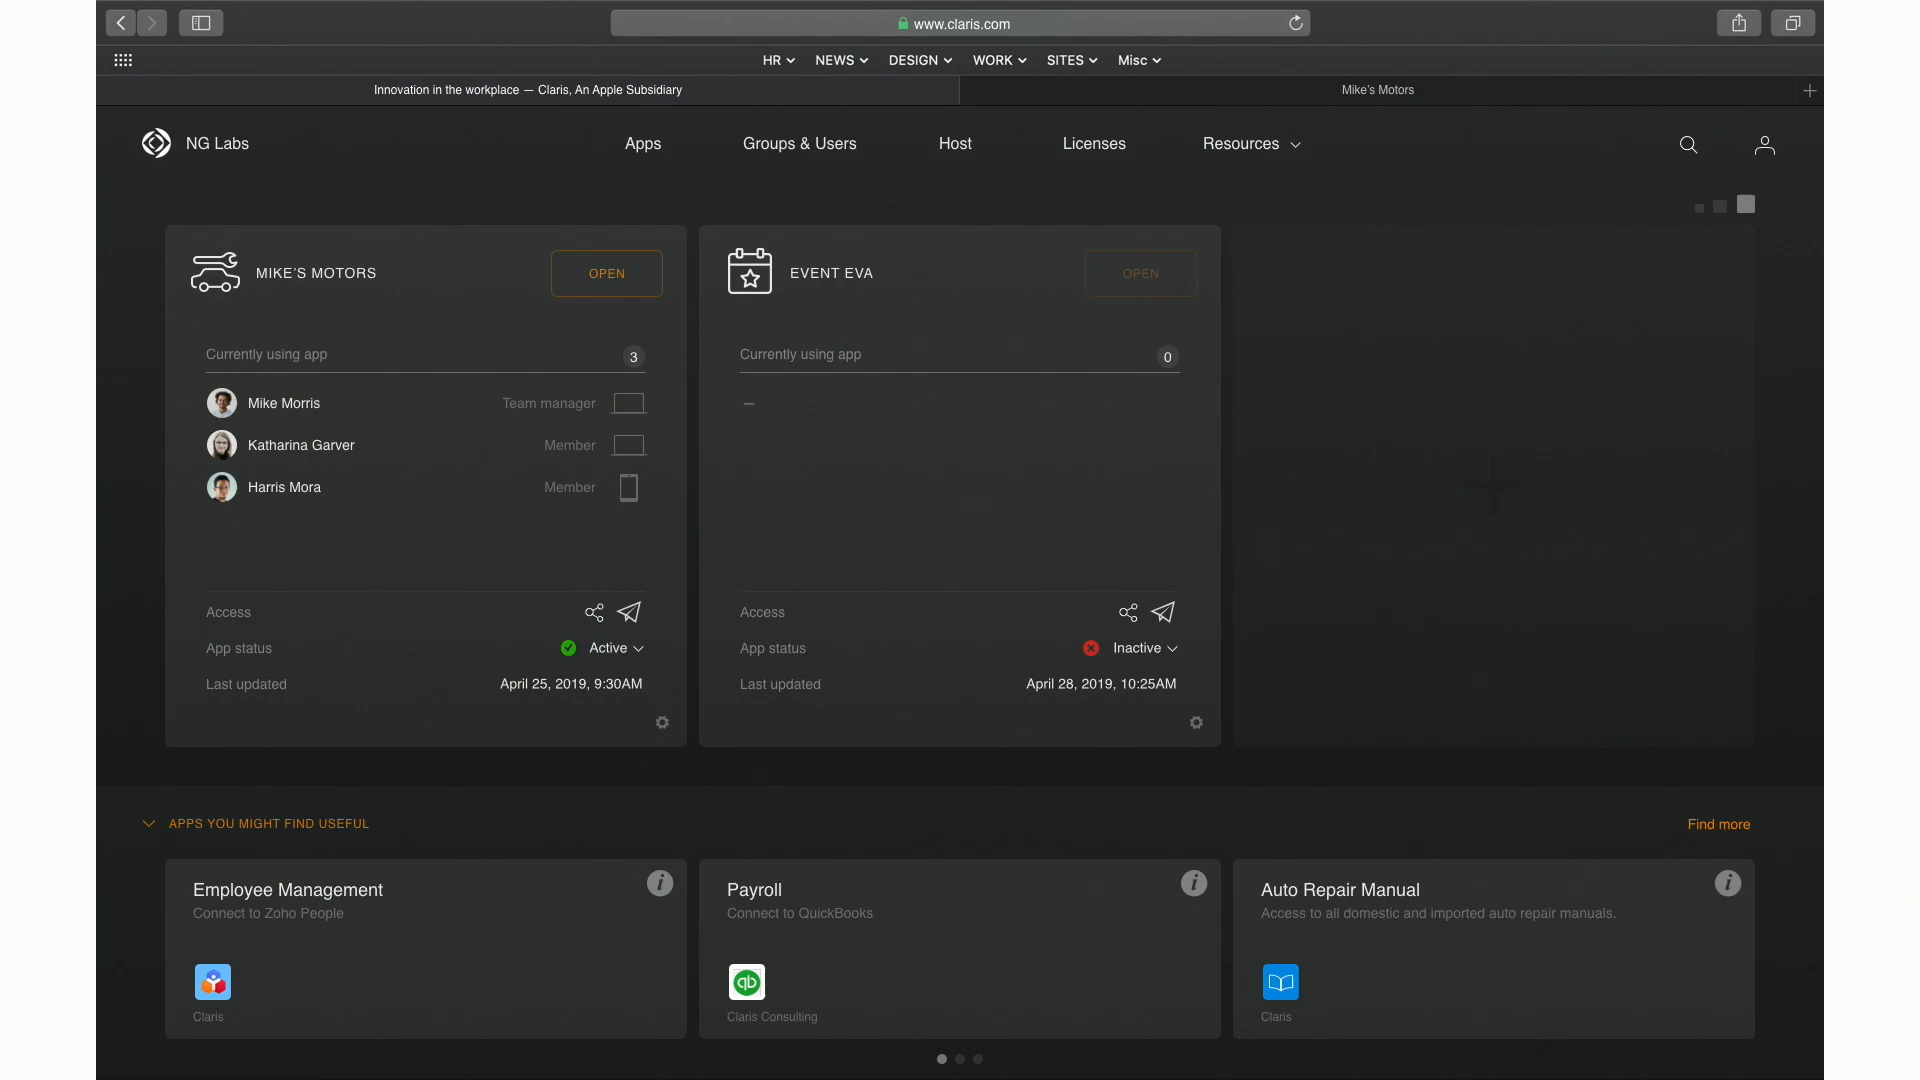 www.claris.com
HR NEWS DESIGN WORK SITES Misc
Innovation in the workplace — Claris, An Apple Subsidiary
Mike's Motors
NG Labs
Apps Groups & Users Host Licenses Resources
MIKE'S MOTORS
OPEN
Currently using app
3
Mike Morris Team manager
Katharina Garver Member
Harris Mora Member
Access
App status Active
Last updated April 25, 2019, 9:30AM
EVENT EVA
OPEN
Currently using app
0
–
Access
App status Inactive
Last updated April 28, 2019, 10:25AM
APPS YOU MIGHT FIND USEFUL
Find more
Employee Management
Connect to Zoho People
Claris
Payroll
Connect to QuickBooks
qb
Claris Consulting
Auto Repair Manual
Access to all domestic and imported auto repair manuals.
Claris